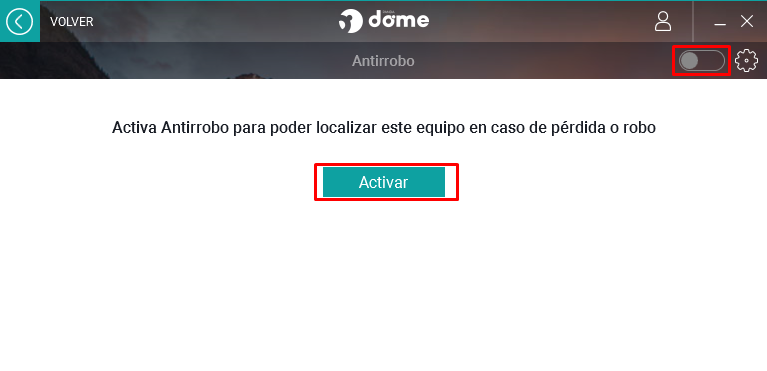 VOLVER
dome
Antirrobo
Activa Antirrobo para poder localizar este equipo en caso de pérdida o robo
Activar